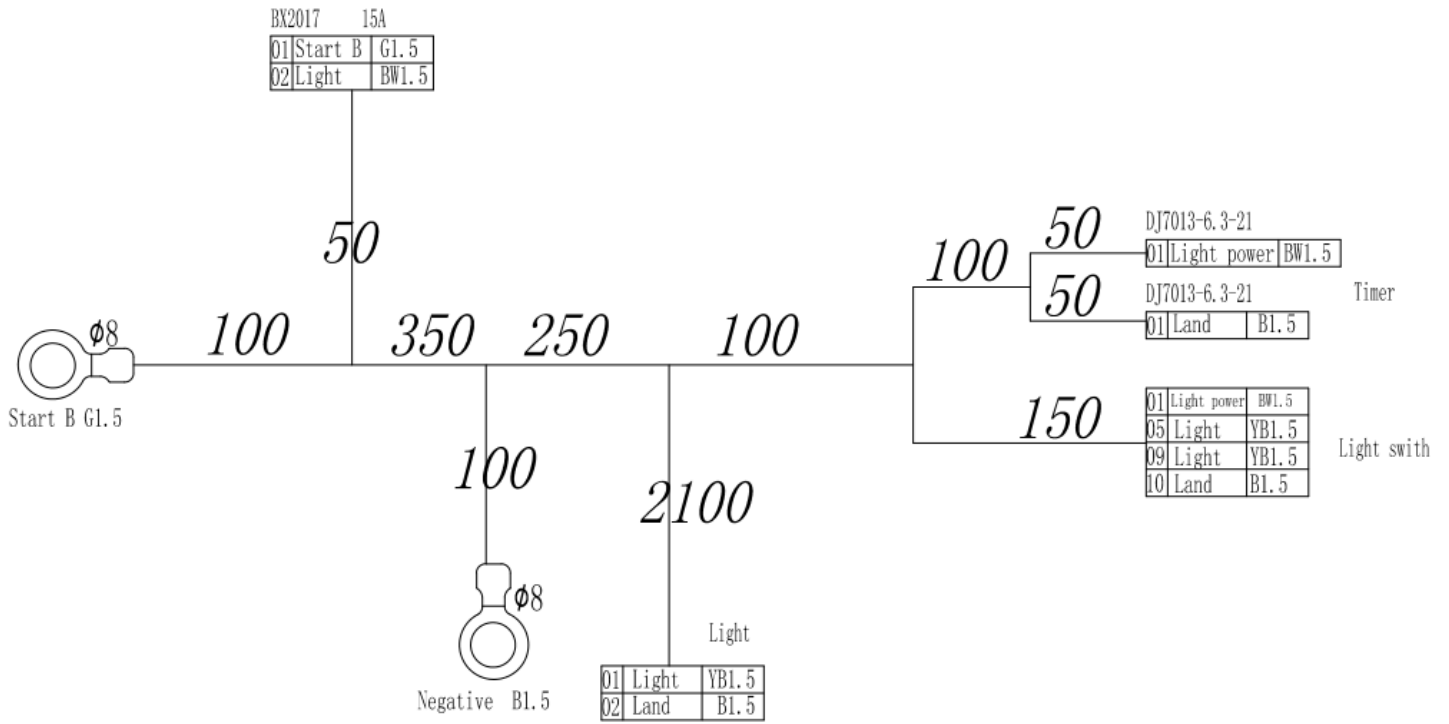 BX2017 15A
01 Start B G1.5
02 Light BW1.5
50
50
DJ7013-6.3-21
01 Light power BW1.5
100
50
DJ7013-6.3-21
01 Land B1.5
Timer
ϕ8
100
350
250
100
Start B G1.5
150
01 Light power BW1.5
05 Light YB1.5
09 Light YB1.5
10 Land B1.5
Light swith
100
2100
ϕ8
Negative B1.5
Light
01 Light YB1.5
02 Land B1.5